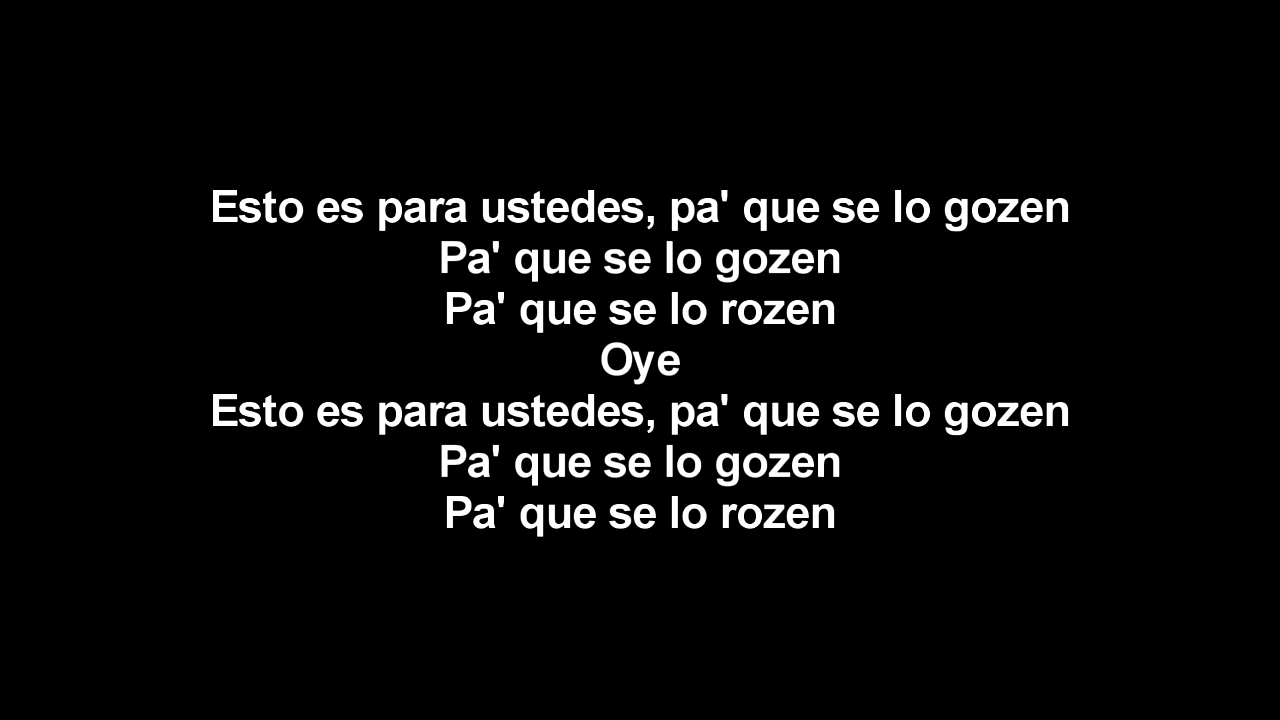 Esto es para ustedes, pa' que se lo gozen
Pa' que se lo gozen
Pa' que se lo rozen
Oye
Esto es para ustedes, pa' que se lo gozen
Pa' que se lo gozen
Pa' que se lo rozen